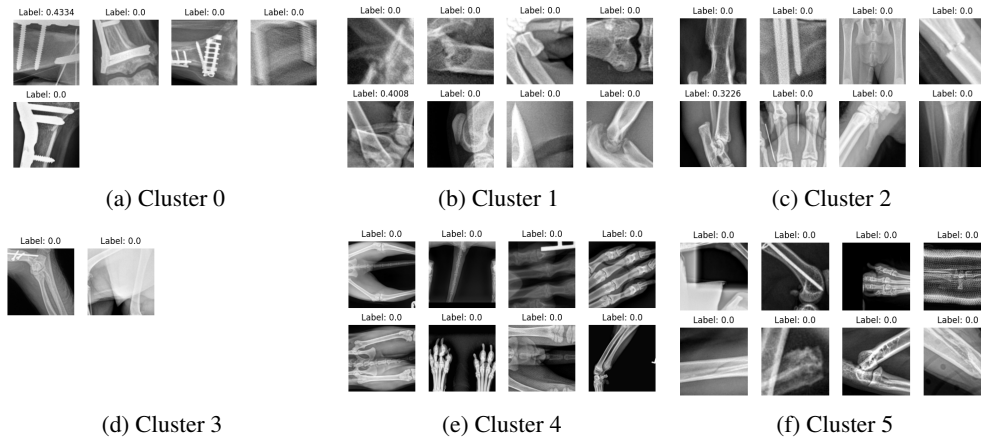 Label: 0.4334 Label: 0.0 Label: 0.0 Label: 0.0
Label: 0.0
(a) Cluster 0
Label: 0.0 Label: 0.0 Label: 0.0 Label: 0.0
Label: 0.4008 Label: 0.0 Label: 0.0 Label: 0.0
(b) Cluster 1
Label: 0.0 Label: 0.0 Label: 0.0 Label: 0.0
Label: 0.3226 Label: 0.0 Label: 0.0 Label: 0.0
(c) Cluster 2
Label: 0.0 Label: 0.0
(d) Cluster 3
Label: 0.0 Label: 0.0 Label: 0.0 Label: 0.0
Label: 0.0 Label: 0.0 Label: 0.0 Label: 0.0
(e) Cluster 4
Label: 0.0 Label: 0.0 Label: 0.0 Label: 0.0
Label: 0.0 Label: 0.0 Label: 0.0 Label: 0.0
(f) Cluster 5